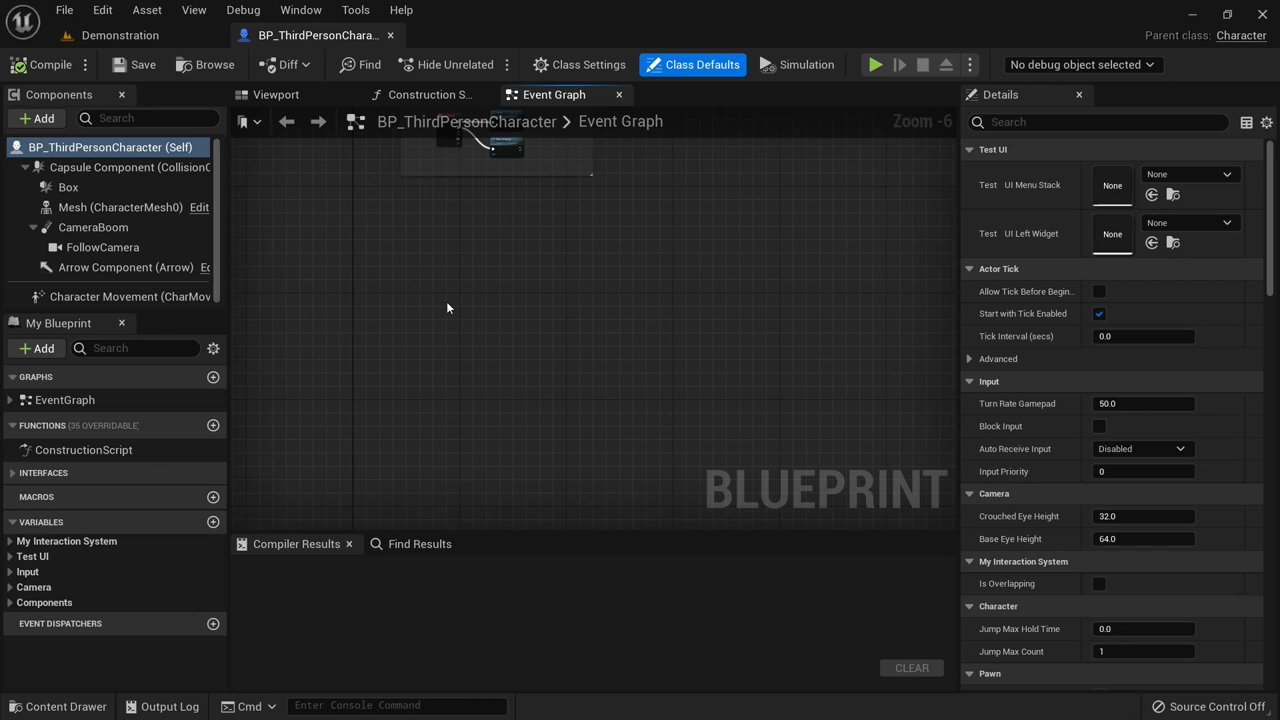 File Edit Asset View Debug Window Tools Help
Demonstration
BP_ThirdPersonChara...
Parent class: Character
Compile
Save
Browse
Diff
Find
Hide Unrelated
Class Settings
Class Defaults
Simulation
No debug object selected
Components
Add
Search
BP_ThirdPersonCharacter (Self)
Capsule Component (CollisionC
Box
Mesh (CharacterMesh0) Edit
CameraBoom
FollowCamera
Arrow Component (Arrow) Ec
Character Movement (CharMov
My Blueprint
Add
Search
GRAPHS
EventGraph
FUNCTIONS (35 OVERRIDABLE)
ConstructionScript
INTERFACES
MACROS
VARIABLES
My Interaction System
Test UI
Input
Camera
Components
EVENT DISPATCHERS
Viewport
Construction S...
Event Graph
BP_ThirdPersonCharacter > Event Graph
Zoom -6
BLUEPRINT
Compiler Results
Find Results
CLEAR
Details
Search
Test UI
Test UI Menu Stack
None
None
Test UI Left Widget
None
None
Actor Tick
Allow Tick Before Begin...
Start with Tick Enabled
Tick Interval (secs) 0.0
Advanced
Input
Turn Rate Gamepad 50.0
Block Input
Auto Receive Input Disabled
Input Priority 0
Camera
Crouched Eye Height 32.0
Base Eye Height 64.0
My Interaction System
Is Overlapping
Character
Jump Max Hold Time 0.0
Jump Max Count 1
Pawn
Content Drawer
Output Log
Cmd
Enter Console Command
Source Control Off